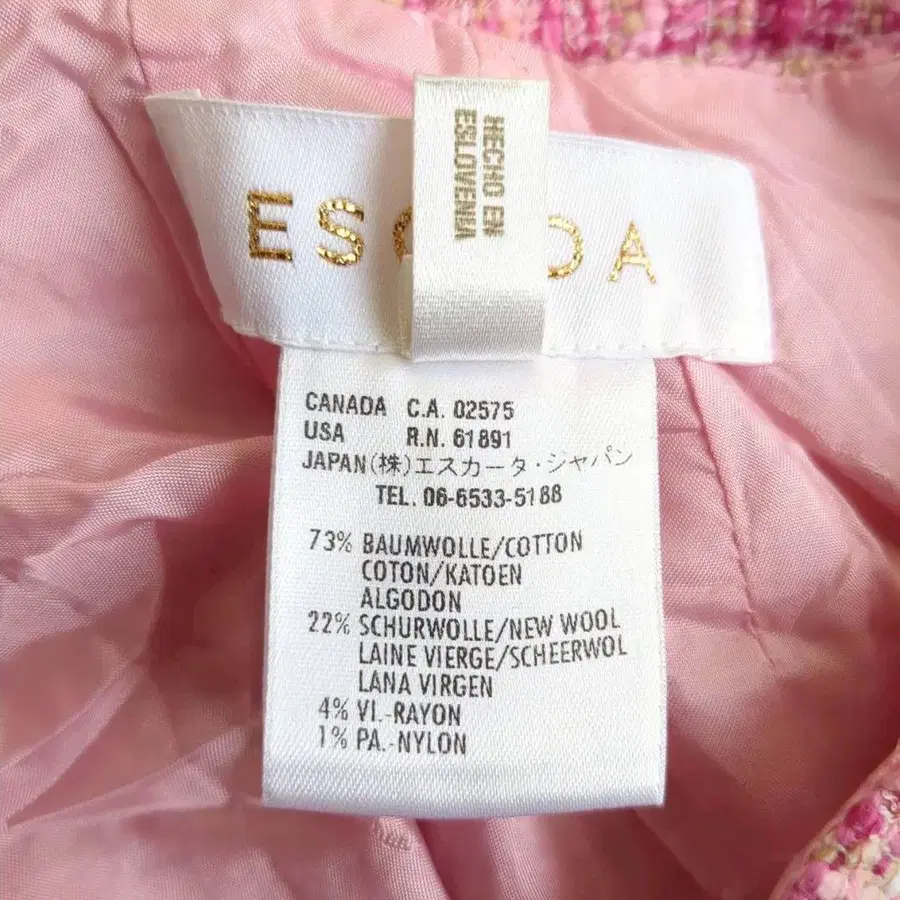 HECHO EN
ESLOVENIA
ES DA
CANADA C.A. 02575
USA R.N. 61891
JAPAN(株)エスカータ・ジャパン
TEL. 06-6533-5188
73% BAUMWOLLE/COTTON
COTON/KATOEN
ALGODON
22% SCHURWOLLE/NEW WOOL
LAINE VIERGE/SCHEERWOL
LANA VIRGEN
4% VI.-RAYON
1% PA.-NYLON